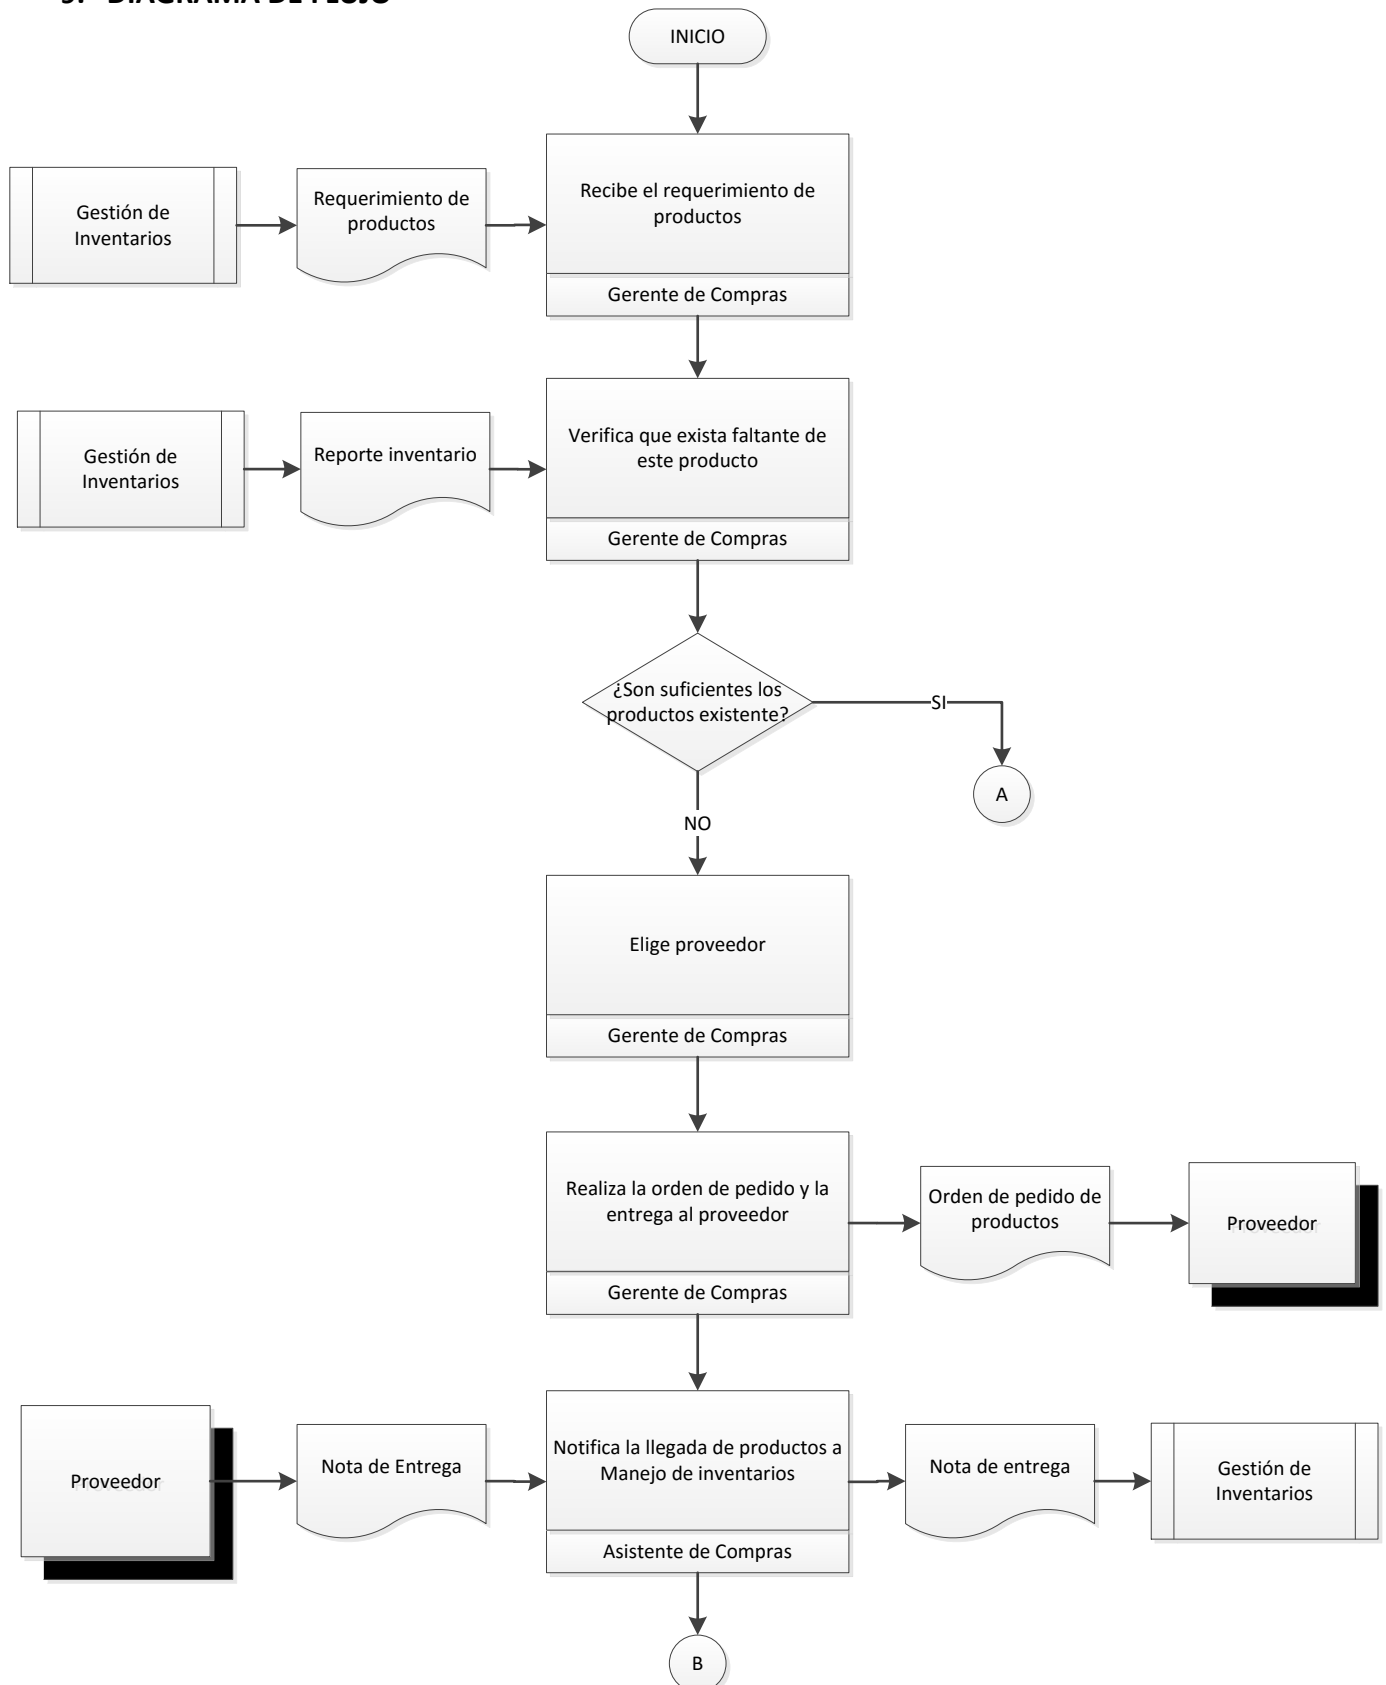 DIAGRAMA DE FLUJO
INICIO
Gestión de
Inventarios
Requerimiento de
productos
Recibe el requerimiento de
productos
Gerente de Compras
Gestión de
Inventarios
Reporte inventario
Verifica que exista faltante de
este producto
Gerente de Compras
¿Son suficientes los
productos existente?
SI
A
NO
Elige proveedor
Gerente de Compras
Realiza la orden de pedido y la
entrega al proveedor
Gerente de Compras
Orden de pedido de
productos
Proveedor
Proveedor
Nota de Entrega
Notifica la llegada de productos a
Manejo de inventarios
Asistente de Compras
Nota de entrega
Gestión de
Inventarios
B